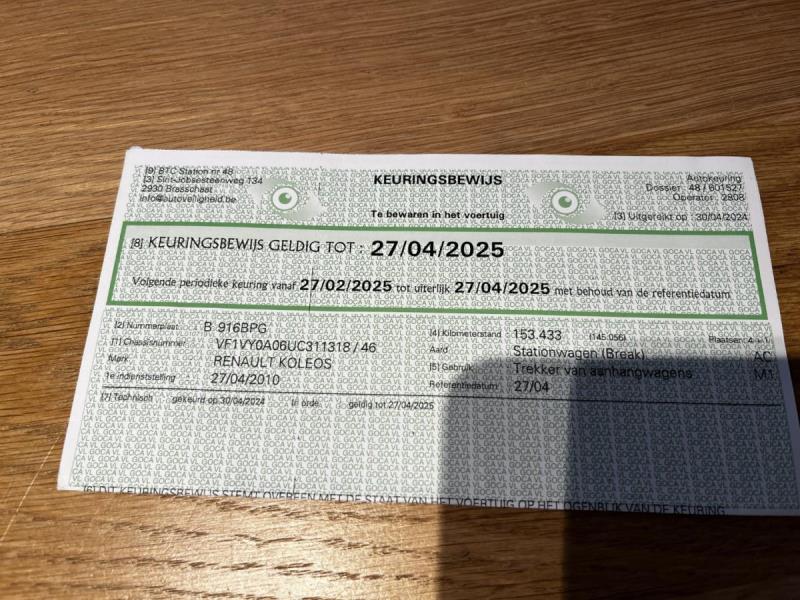 [9] BTC Station nr 48
[3] Sint-Jobsesteenweg 134
2930 Brasschaat
info@autoveiligheid.be
KEURINGSBEWIJS
Te bewaren in het voertuig
Autokeuring
Dossier : 48 / 601527
Operator : 2808
[3] Uitgereikt op : 30/04/2024
[8] KEURINGSBEWIJS GELDIG TOT : 27/04/2025
Volgende periodieke keuring vanaf 27/02/2025 tot uiterlijk 27/04/2025 met behoud van de referentiedatum
[2] Nummerplaat B 916BPG
[1] Chassisnummer VF1VY0A06UC311318 / 46
Merk RENAULT KOLEOS
1e indienststelling 27/04/2010
[4] Kilometerstand 153.433 (145.056) Plaatsen: 4 + 1
Aard Stationwagen (Break) AC
[5] Gebruik Trekker van aanhangwagens M1
Referentiedatum 27/04
[7] Technisch gekeurd op 30/04/2024 In orde geldig tot 27/04/2025
[6] DIT KEURINGSBEWIJS STEMT OVEREEN MET DE STAAT VAN HET VOERTUIG OP HET OGENBLIK VAN DE KEURING